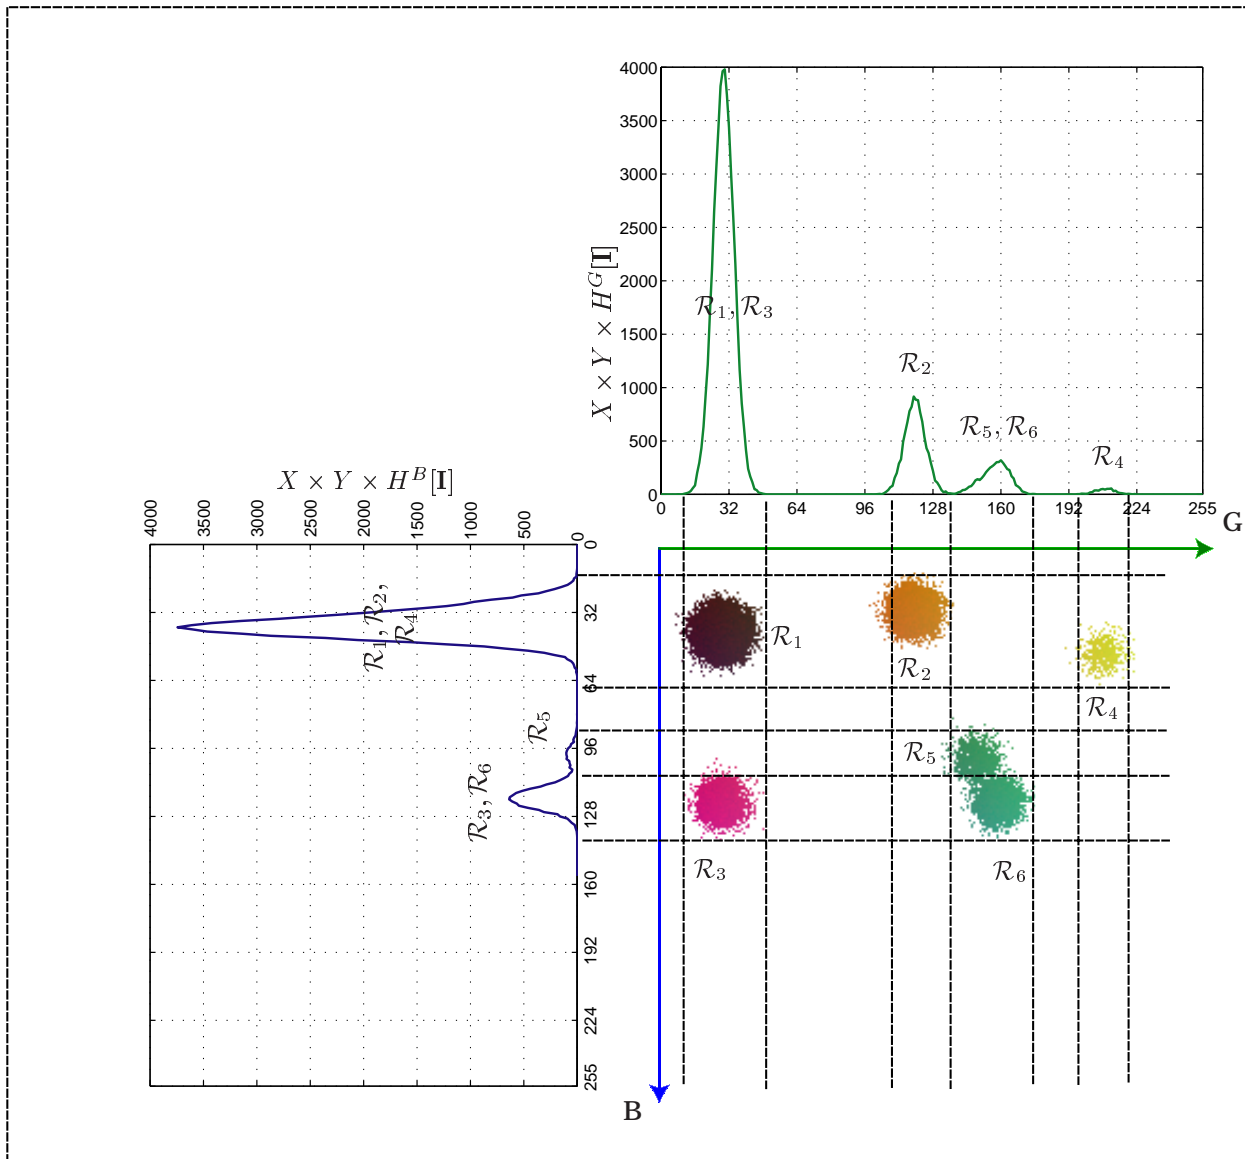 4000
3500
3000
2500
2000
1500
1000
500
0
X × Y × H^G[I]
R₁, R₃
R₂
R₅, R₆
R₄
0 32 64 96 128 160 192 224 255
G
X × Y × H^B[I]
4000 3500 3000 2500 2000 1500 1000 500 0
0
32
64
96
128
160
192
224
255
R₁, R₂,
R₄
R₅
R₃, R₆
R₁
R₂
R₄
R₅
R₃
R₆
B